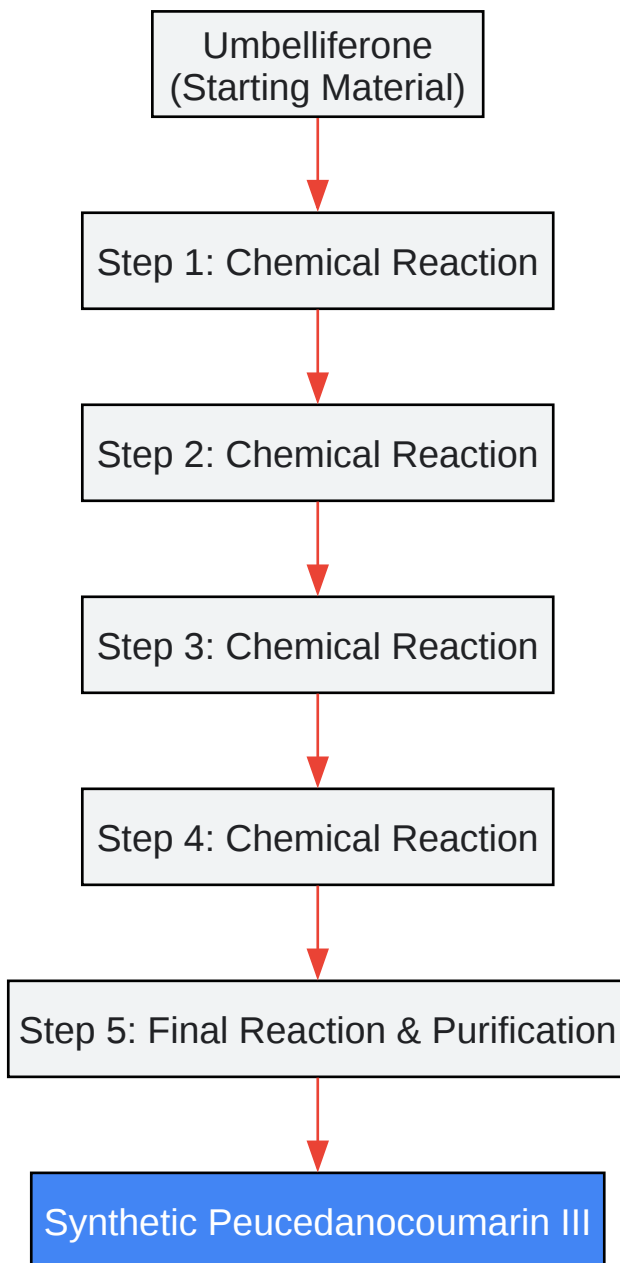 Umbelliferone
(Starting Material)
Step 1: Chemical Reaction
Step 2: Chemical Reaction
Step 3: Chemical Reaction
Step 4: Chemical Reaction
Step 5: Final Reaction & Purification
Synthetic Peucedanocoumarin III